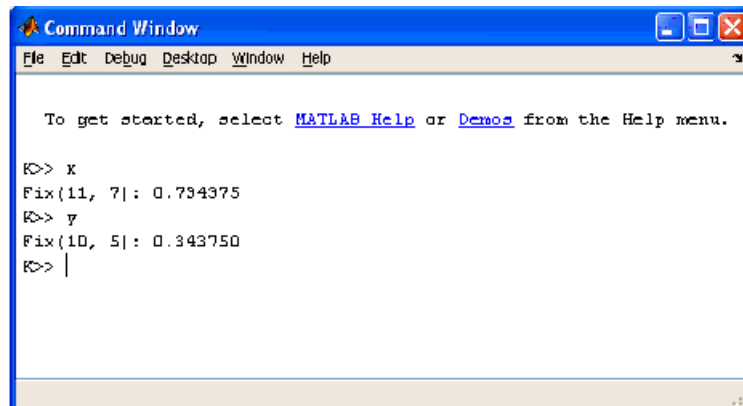 Command Window
File Edit Debug Desktop Window Help
To get started, select MATLAB Help or Demos from the Help menu.
K>> x
Fix(11, 7): 0.734375
K>> y
Fix(10, 5): 0.343750
K>>